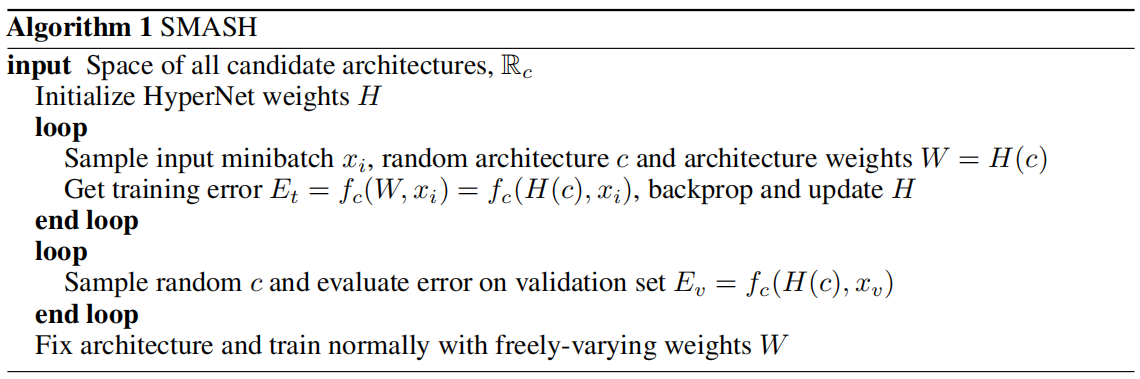 Algorithm 1 SMASH
input Space of all candidate architectures, ℝ_c
Initialize HyperNet weights H
loop
Sample input minibatch x_i, random architecture c and architecture weights W = H(c)
Get training error E_t = f_c(W, x_i) = f_c(H(c), x_i), backprop and update H
end loop
loop
Sample random c and evaluate error on validation set E_v = f_c(H(c), x_v)
end loop
Fix architecture and train normally with freely-varying weights W